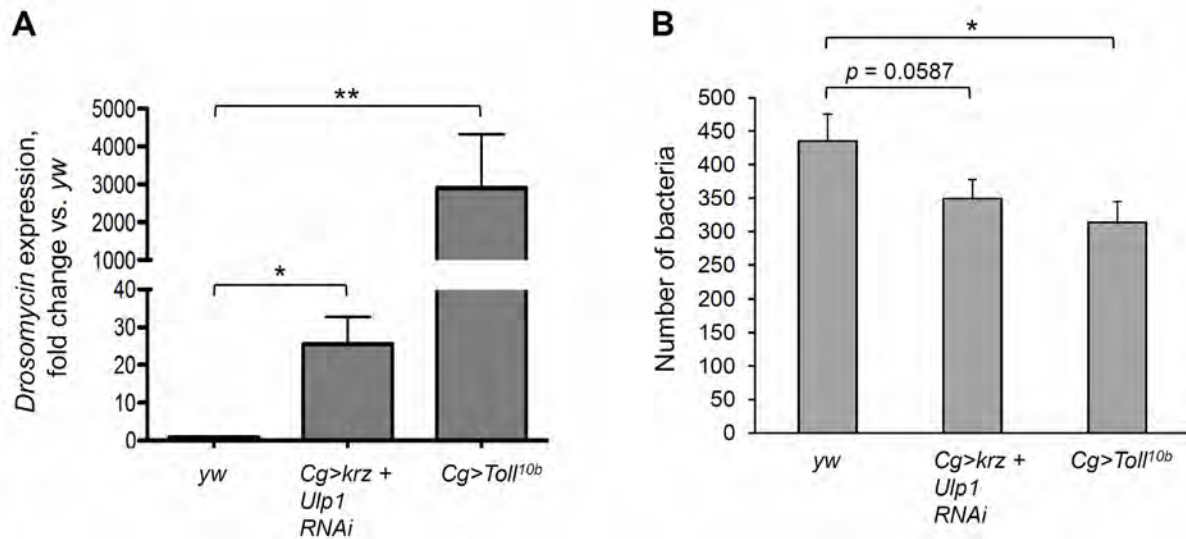 A
Drosomycin expression,
fold change vs. yw
5000
4000
3000
2000
1000
40
30
20
10
0
**
*
yw
Cg>krz +
Ulp1
RNAi
Cg>Toll10b
B
Number of bacteria
500
450
400
350
300
250
200
150
100
50
0
*
p = 0.0587
yw
Cg>krz +
Ulp1
RNAi
Cg>Toll10b